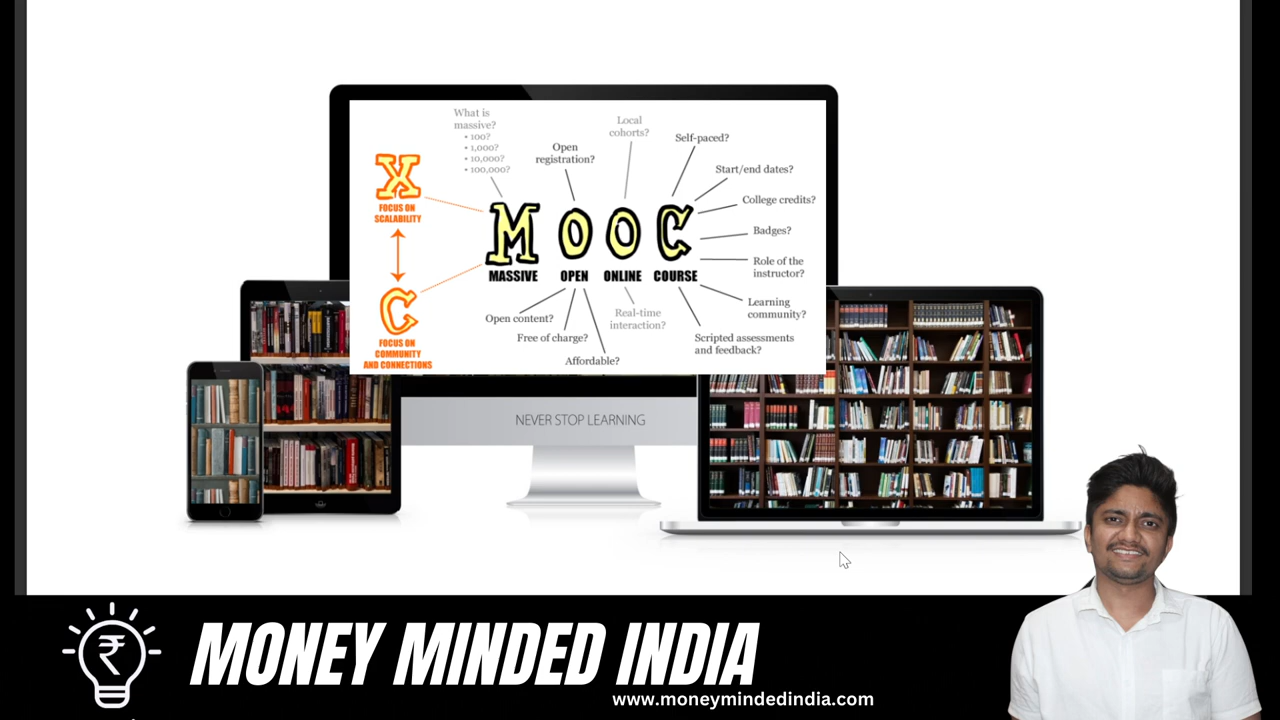 What is
massive?
• 100?
• 1,000?
• 10,000?
• 100,000?
Open
registration?
Local
cohorts?
Self-paced?
Start/end dates?
College credits?
Badges?
Role of the
instructor?
Learning
community?
Scripted assessments
and feedback?
X
FOCUS ON
SCALABILITY
C
FOCUS ON
COMMUNITY
AND CONNECTIONS
MOOC
MASSIVE OPEN ONLINE COURSE
Open content?
Free of charge?
Affordable?
Real-time
interaction?
NEVER STOP LEARNING
₹
MONEY MINDED INDIA
www.moneymindedindia.com